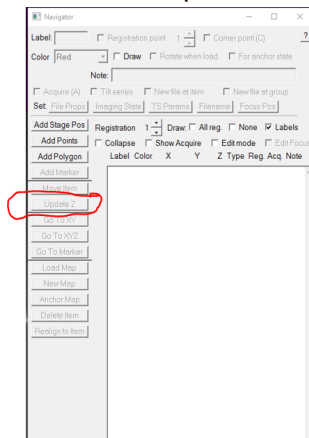 Navigator
Label: Registration point 1 Corner point (C) ?
Color Red Draw Rotate when load For anchor state
Note:
Acquire (A) Tilt series New file at item New file at group
Set: File Props Imaging State TS Params Filename Focus Pos
Add Stage Pos Registration 1 Draw: All reg. None Labels
Add Points Collapse Show Acquire Edit mode Edit Focus
Add Polygon Label Color X Y Z Type Reg. Acq. Note
Add Marker
Move Item
Update Z
Go To XY
Go To XYZ
Go To Marker
Load Map
New Map
Anchor Map
Delete Item
Realign to Item